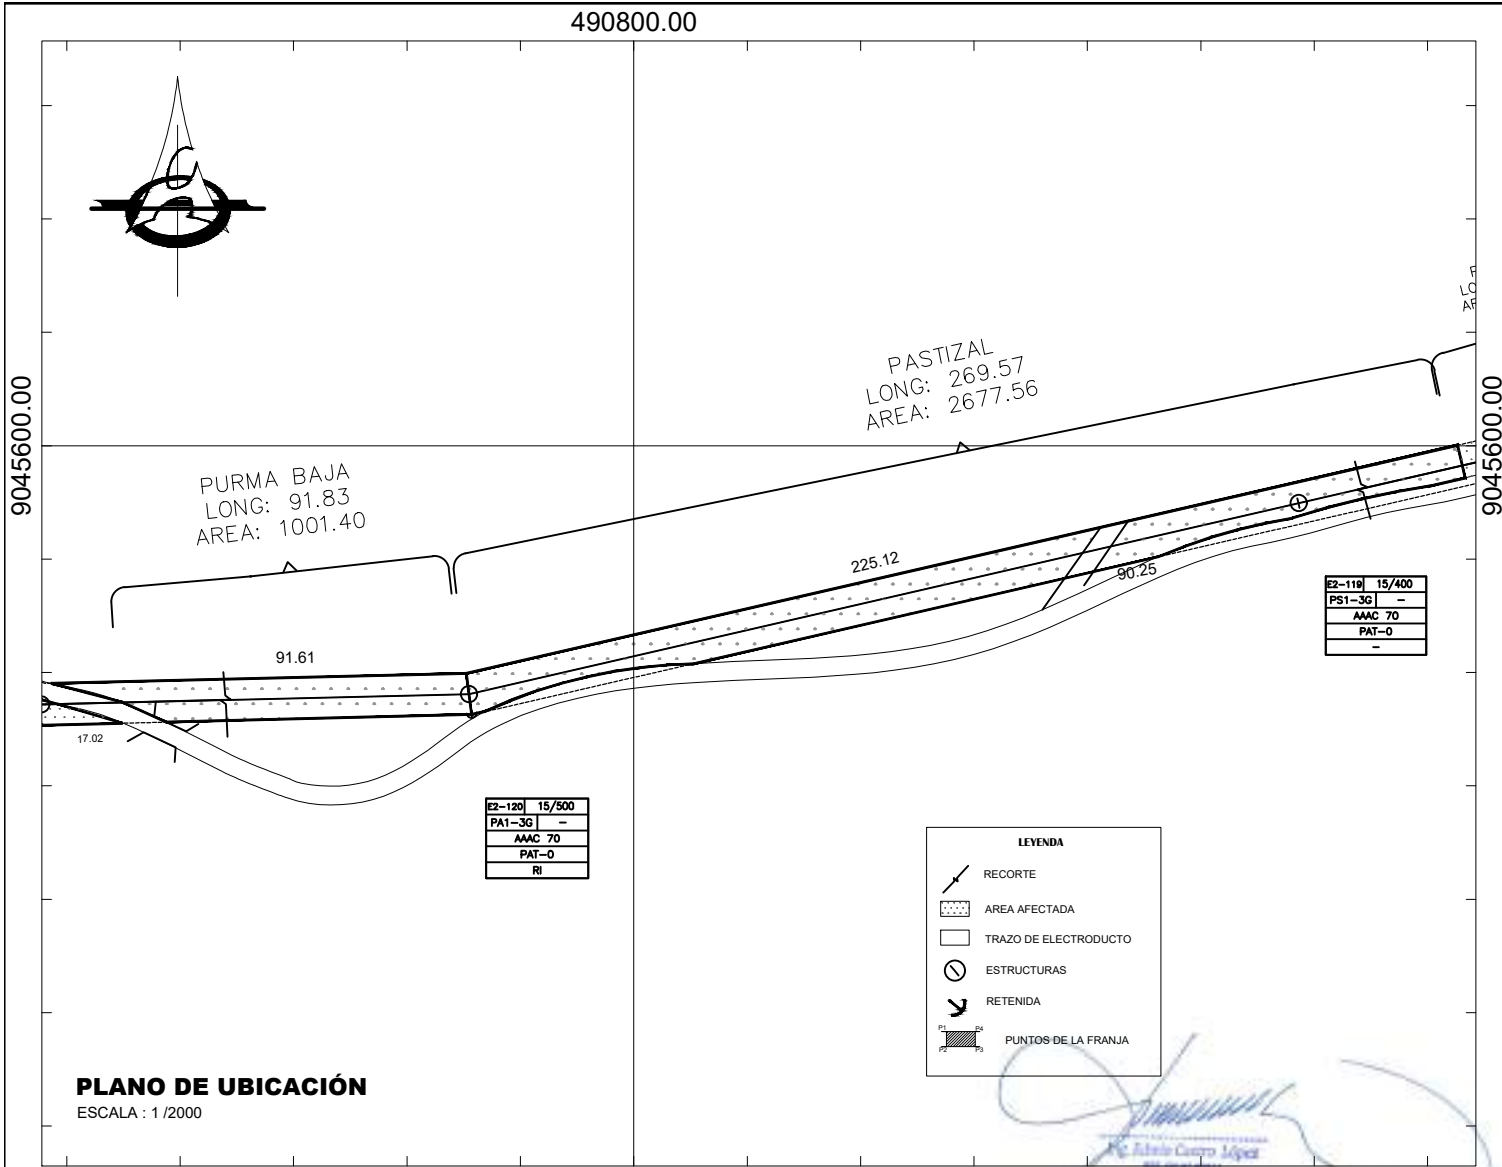 490800.00
9045600.00
9045600.00
PASTIZAL
LONG: 269.57
AREA: 2677.56
PURMA BAJA
LONG: 91.83
AREA: 1001.40
225.12
90.25
91.61
17.02
E2-119 15/400
PS1-3G -
AAAC 70
PAT-0
-
E2-120 15/500
PA1-3G -
AAAC 70
PAT-0
RI
LEYENDA
RECORTE
AREA AFECTADA
TRAZO DE ELECTRODUCTO
ESTRUCTURAS
RETENIDA
P1 P4
P2 P3
PUNTOS DE LA FRANJA
PLANO DE UBICACIÓN
ESCALA : 1 /2000
Castro López